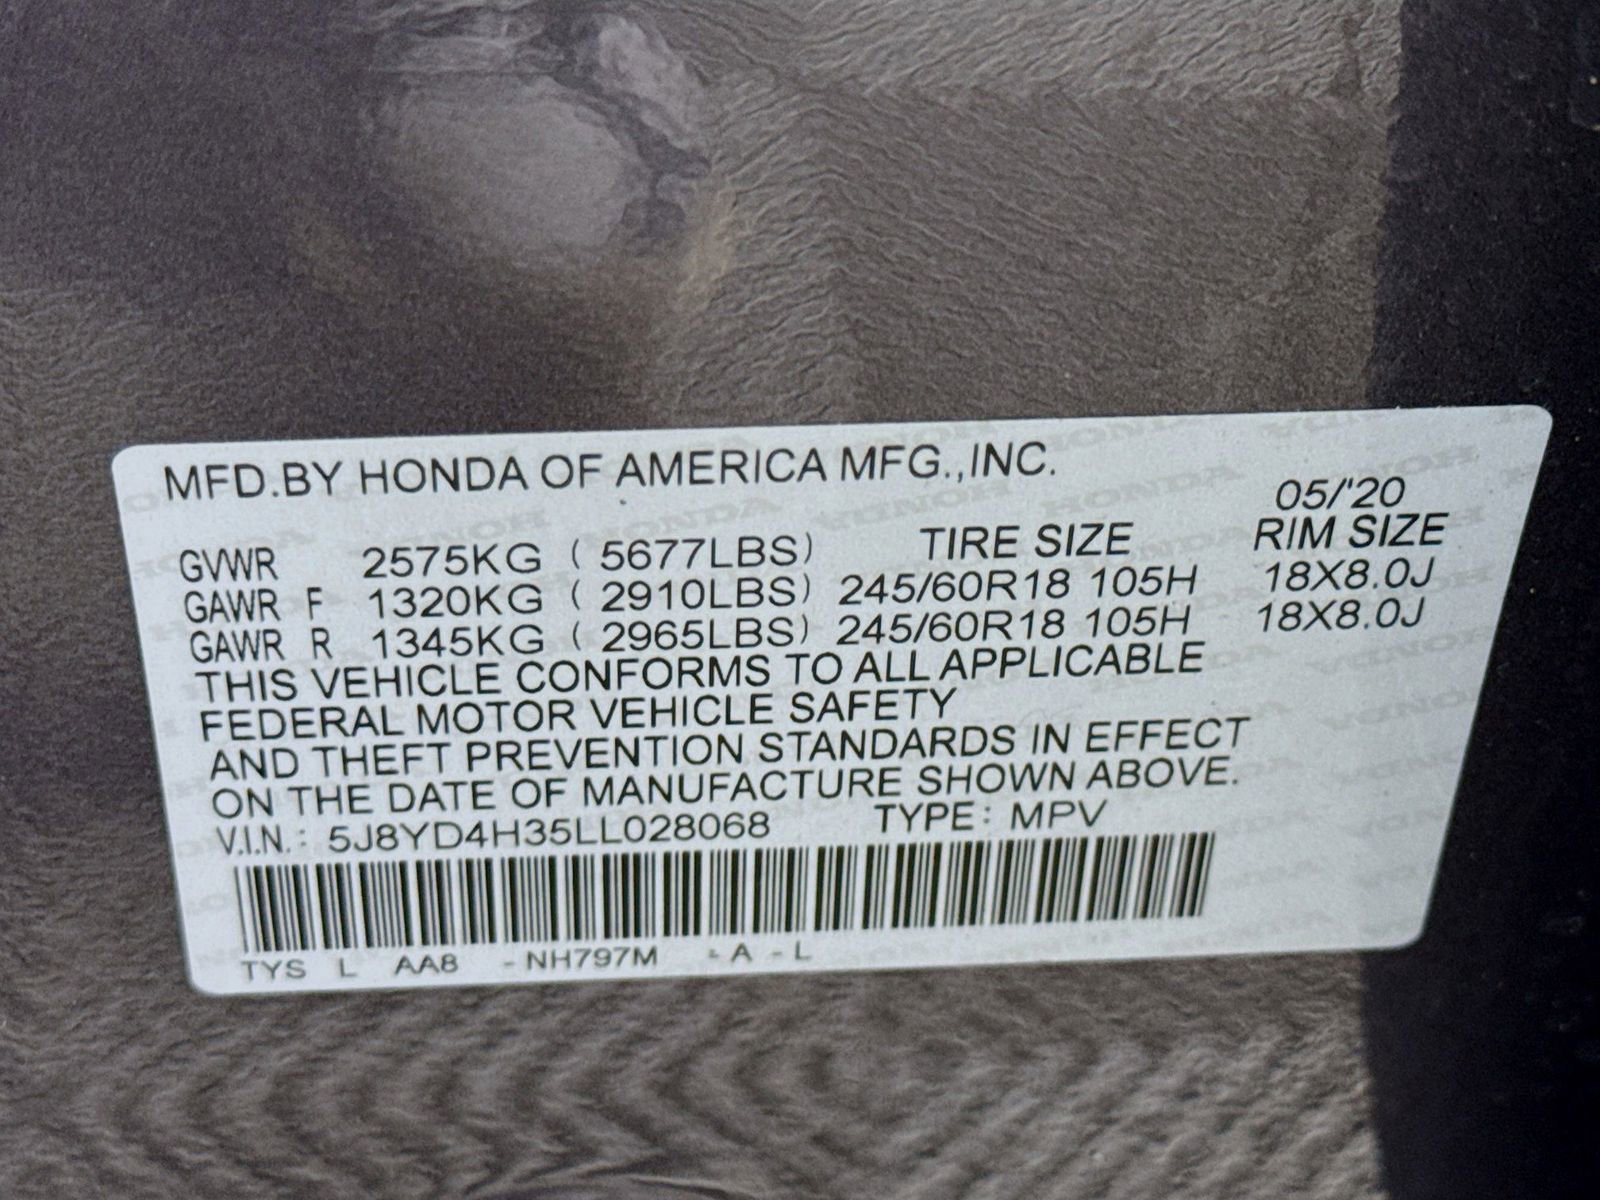 MFD.BY HONDA OF AMERICA MFG.,INC.
05/'20
GVWR 2575KG ( 5677LBS) TIRE SIZE RIM SIZE
GAWR F 1320KG ( 2910LBS) 245/60R18 105H 18X8.0J
GAWR R 1345KG ( 2965LBS) 245/60R18 105H 18X8.0J
THIS VEHICLE CONFORMS TO ALL APPLICABLE
FEDERAL MOTOR VEHICLE SAFETY
AND THEFT PREVENTION STANDARDS IN EFFECT
ON THE DATE OF MANUFACTURE SHOWN ABOVE.
V.I.N.: 5J8YD4H35LL028068 TYPE: MPV
TYS L AA8 - NH797M - A - L